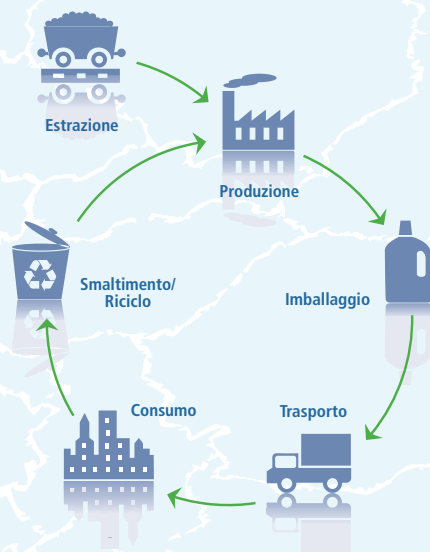 Estrazione
Produzione
Imballaggio
Trasporto
Consumo
Smaltimento/
Riciclo